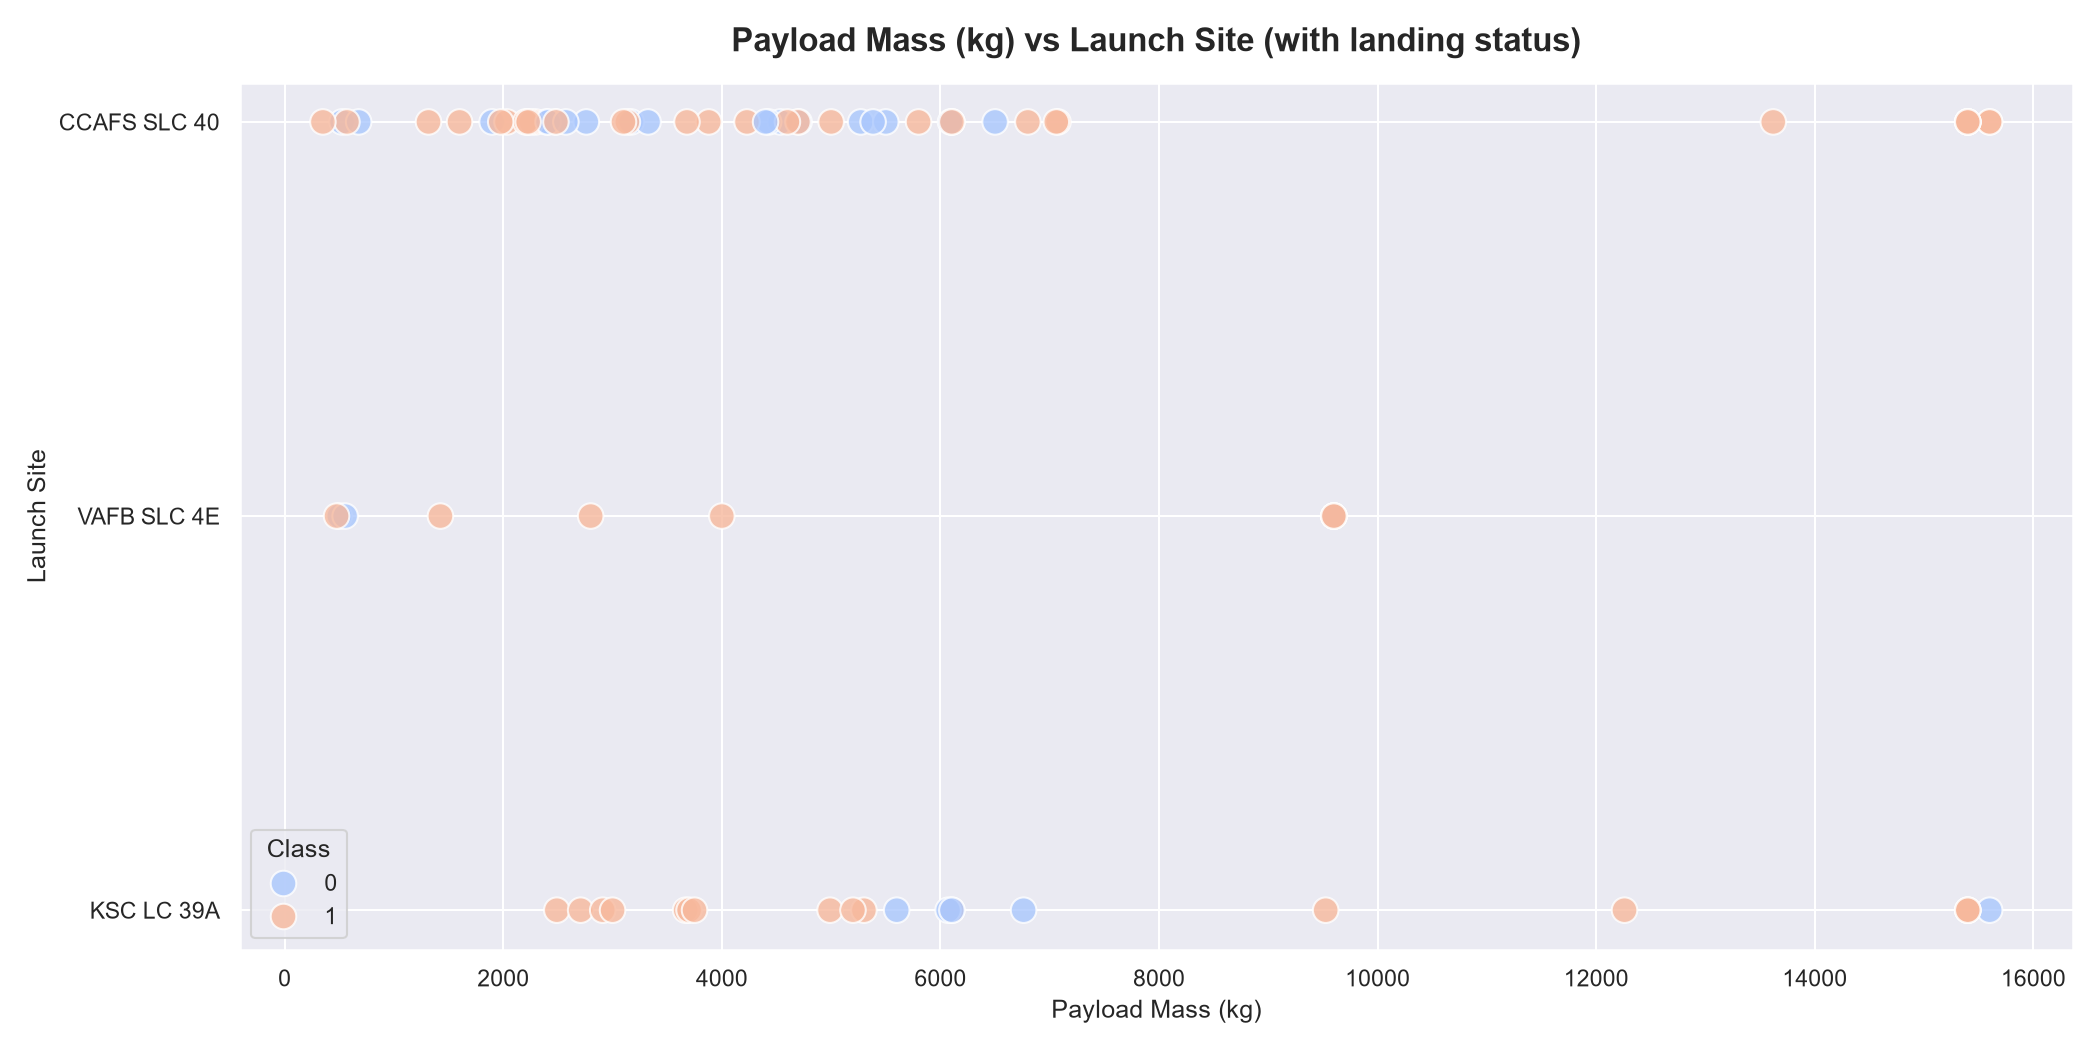 Payload Mass (kg) vs Launch Site (with landing status)
CCAFS SLC 40
VAFB SLC 4E
KSC LC 39A
Launch Site
Class
0
1
0 2000 4000 6000 8000 10000 12000 14000 16000
Payload Mass (kg)